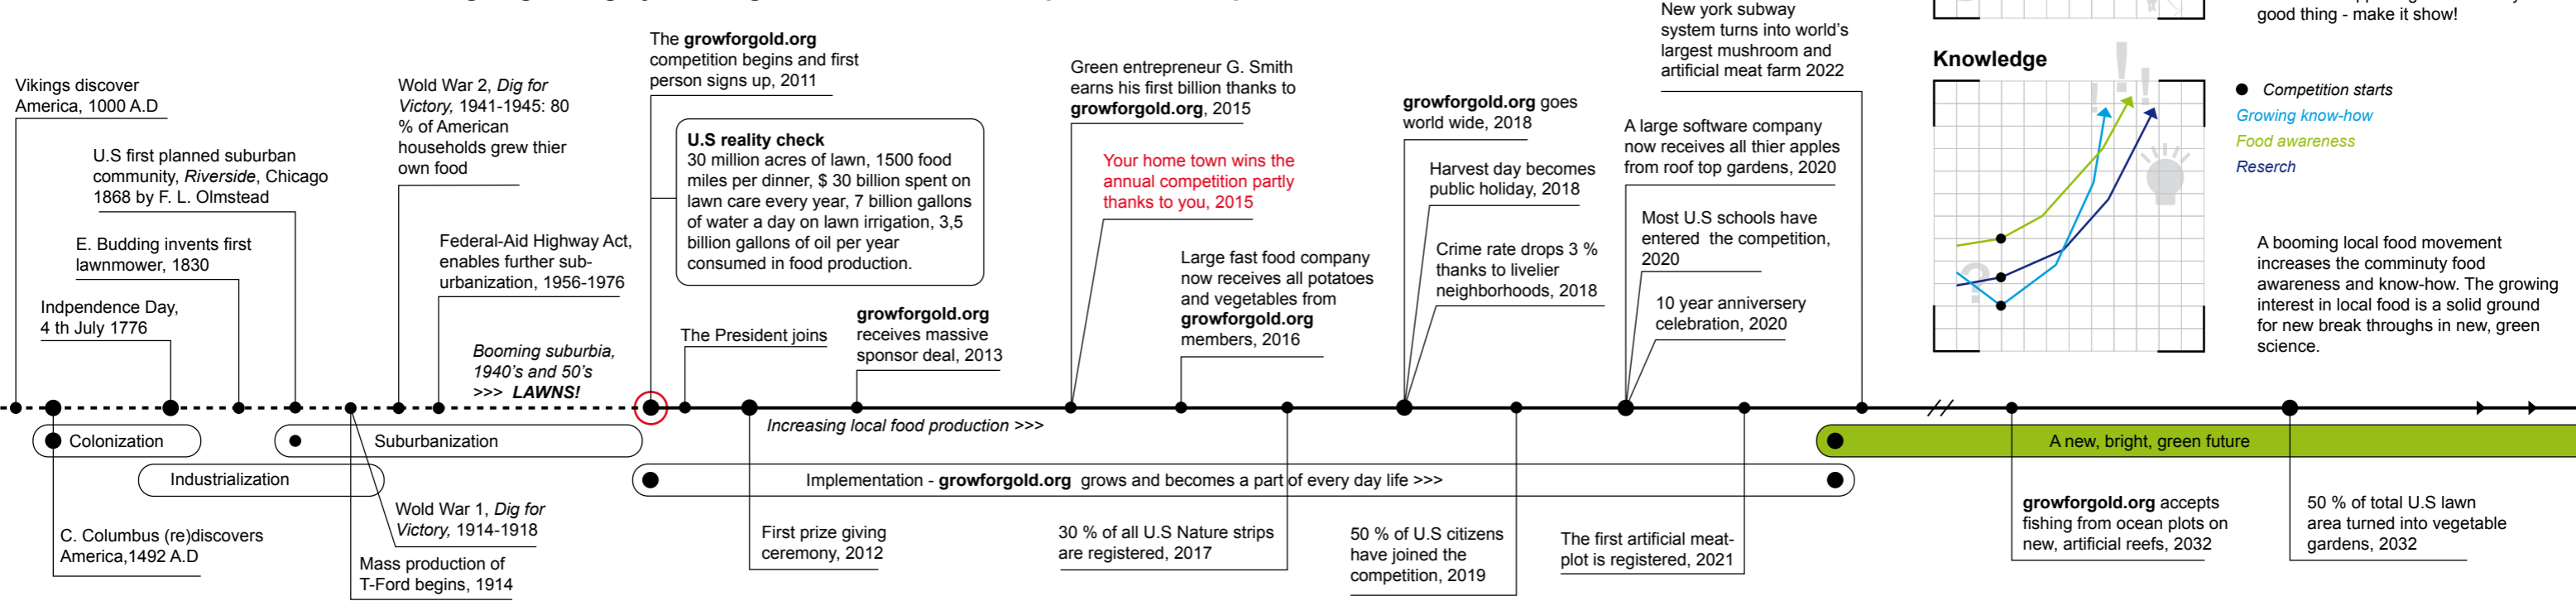 Vikings discover
America, 1000 A.D
U.S first planned suburban
community, Riverside, Chicago
1868 by F. L. Olmstead
E. Budding invents first
lawnmower, 1830
Indpendence Day,
4 th July 1776
Wold War 2, Dig for
Victory, 1941-1945: 80
% of American
households grew thier
own food
Federal-Aid Highway Act,
enables further sub-
urbanization, 1956-1976
Booming suburbia,
1940's and 50's
>>> LAWNS!
The growforgold.org
competition begins and first
person signs up, 2011
U.S reality check
30 million acres of lawn, 1500 food
miles per dinner, $ 30 billion spent on
lawn care every year, 7 billion gallons
of water a day on lawn irrigation, 3,5
billion gallons of oil per year
consumed in food production.
The President joins
growforgold.org
receives massive
sponsor deal, 2013
Green entrepreneur G. Smith
earns his first billion thanks to
growforgold.org, 2015
Your home town wins the
annual competition partly
thanks to you, 2015
Large fast food company
now receives all potatoes
and vegetables from
growforgold.org
members, 2016
growforgold.org goes
world wide, 2018
Harvest day becomes
public holiday, 2018
Crime rate drops 3 %
thanks to livelier
neighborhoods, 2018
New york subway
system turns into world's
largest mushroom and
artificial meat farm 2022
A large software company
now receives all thier apples
from roof top gardens, 2020
Most U.S schools have
entered the competition,
2020
10 year anniversery
celebration, 2020
good thing - make it show!
Knowledge
Competition starts
Growing know-how
Food awareness
Reserch
A booming local food movement
increases the comminuty food
awareness and know-how. The growing
interest in local food is a solid ground
for new break throughs in new, green
science.
Increasing local food production >>>
Colonization
Suburbanization
Industrialization
A new, bright, green future
Implementation - growforgold.org grows and becomes a part of every day life >>>
C. Columbus (re)discovers
America,1492 A.D
Wold War 1, Dig for
Victory, 1914-1918
Mass production of
T-Ford begins, 1914
First prize giving
ceremony, 2012
30 % of all U.S Nature strips
are registered, 2017
50 % of U.S citizens
have joined the
competition, 2019
The first artificial meat-
plot is registered, 2021
growforgold.org accepts
fishing from ocean plots on
new, artificial reefs, 2032
50 % of total U.S lawn
area turned into vegetable
gardens, 2032